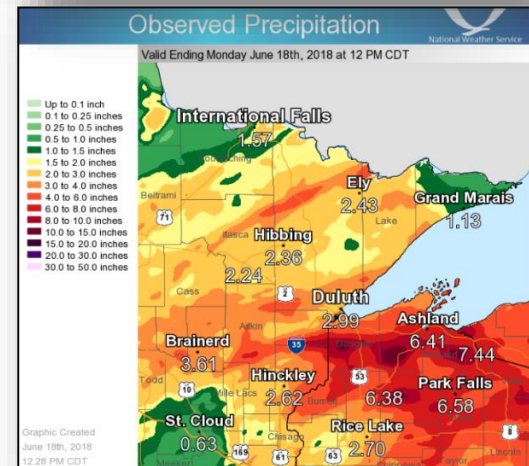 Observed Precipitation
National Weather Service
Valid Ending Monday June 18th, 2018 at 12 PM CDT
Up to 0.1 inch
0.1 to 0.25 inches
0.25 to 0.5 inches
0.5 to 1.0 inches
1.0 to 1.5 inches
1.5 to 2.0 inches
2.0 to 3.0 inches
3.0 to 4.0 inches
4.0 to 6.0 inches
6.0 to 8.0 inches
8.0 to 10.0 inches
10.0 to 15.0 inches
15.0 to 20.0 inches
20.0 to 30.0 inches
30.0 to 50.0 inches
International Falls
1.57
Beltrami
71
Ely
2.43
Lake
Grand Marais
1.13
Itasca
Hibbing
2.36
2.24
Cass
2
Duluth
2.99
Ashland
6.41
7.44
Aitkin
35
Brainerd
3.61
Todd
10
Mille Lacs
Hinckley
2.62
53
6.38
Park Falls
6.58
St. Cloud
0.63
169
Chisago
61
63
Rice Lake
2.70
8
Taylor
Lincoln
Graphic Created
June 18th, 2018
12:28 PM CDT